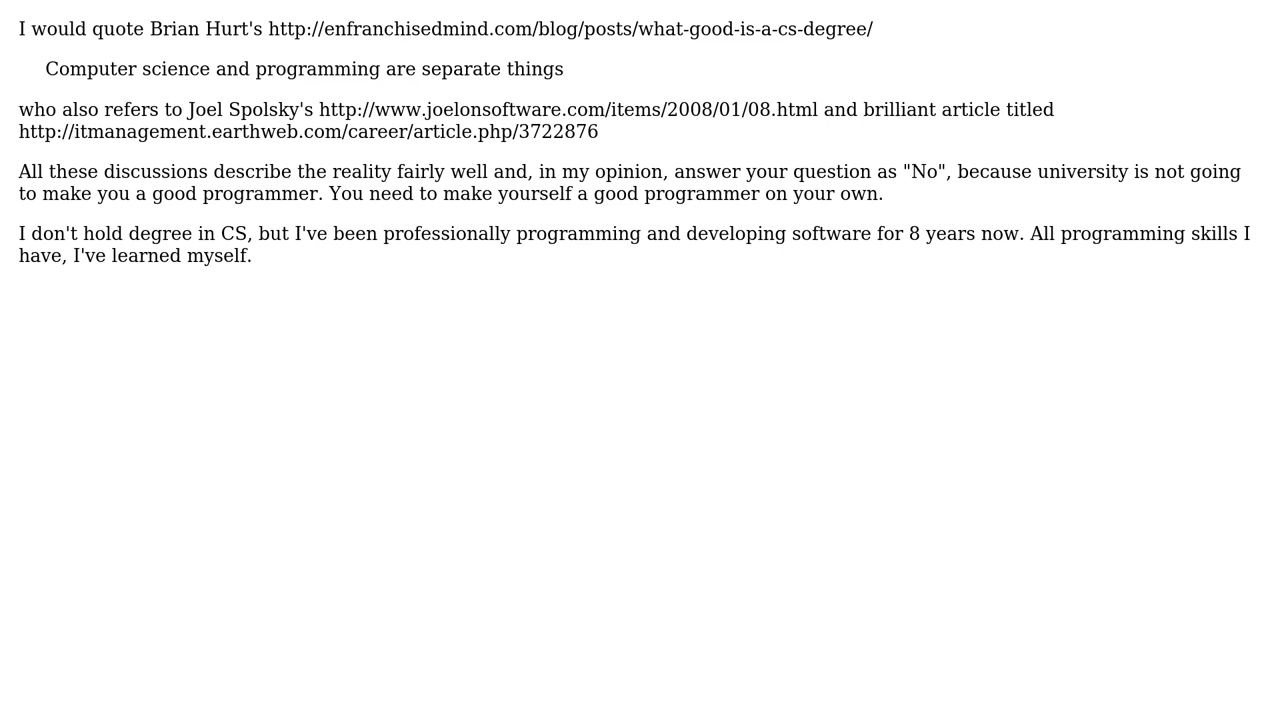 I would quote Brian Hurt's http://enfranchisedmind.com/blog/posts/what-good-is-a-cs-degree/
Computer science and programming are separate things
who also refers to Joel Spolsky's http://www.joelonsoftware.com/items/2008/01/08.html and brilliant article titled
http://itmanagement.earthweb.com/career/article.php/3722876
All these discussions describe the reality fairly well and, in my opinion, answer your question as "No", because university is not going
to make you a good programmer. You need to make yourself a good programmer on your own.
I don't hold degree in CS, but I've been professionally programming and developing software for 8 years now. All programming skills I
have, I've learned myself.